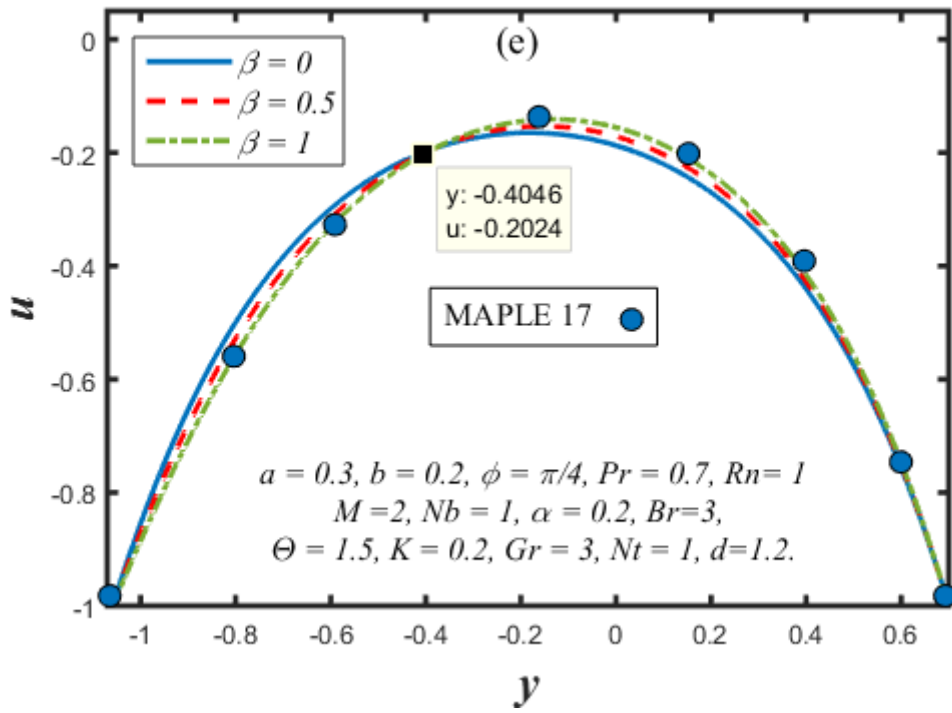 (e)
β = 0
β = 0.5
β = 1
y: -0.4046
u: -0.2024
MAPLE 17
a = 0.3, b = 0.2, ϕ = π/4, Pr = 0.7, Rn= 1
M =2, Nb = 1, α = 0.2, Br=3,
Θ = 1.5, K = 0.2, Gr = 3, Nt = 1, d=1.2.
0
-0.2
-0.4
-0.6
-0.8
-1
u
-1 -0.8 -0.6 -0.4 -0.2 0 0.2 0.4 0.6
y